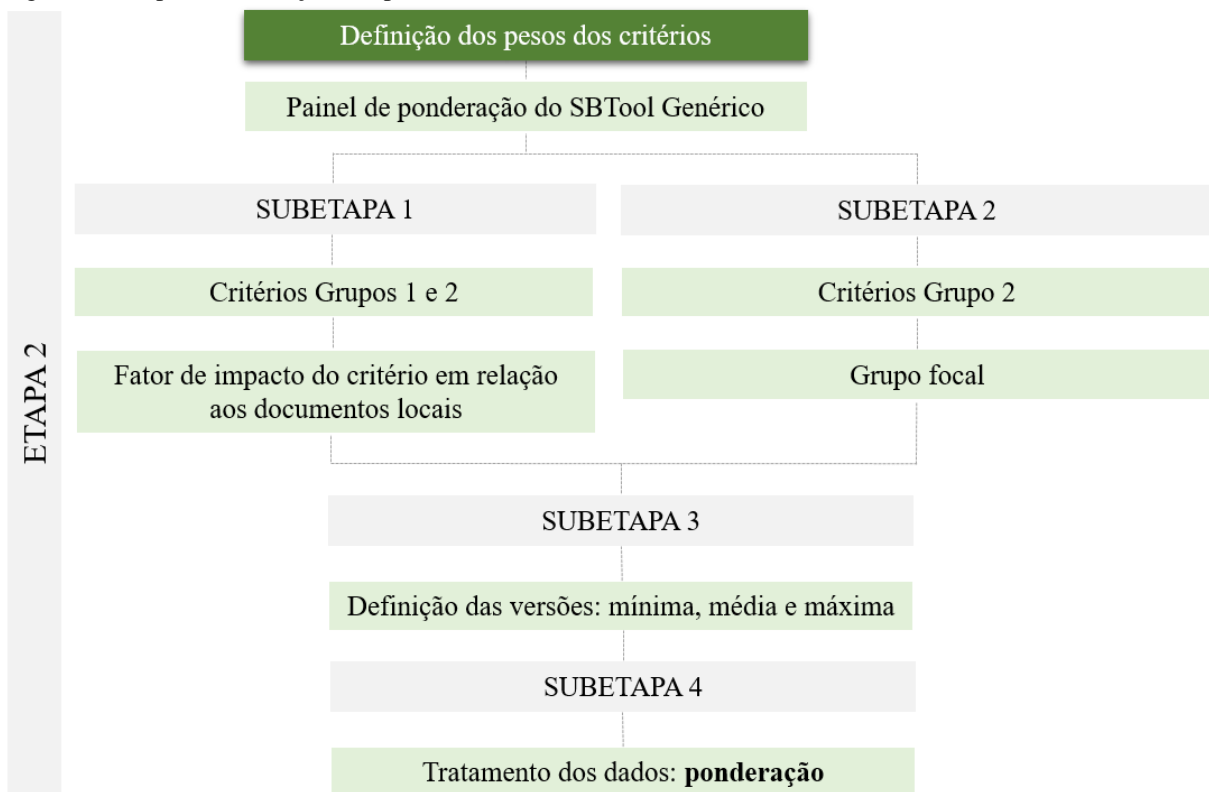 Definição dos pesos dos critérios
Painel de ponderação do SBTool Genérico
SUBETAPA 1
SUBETAPA 2
Critérios Grupos 1 e 2
Critérios Grupo 2
Fator de impacto do critério em relação
aos documentos locais
Grupo focal
ETAPA 2
SUBETAPA 3
Definição das versões: mínima, média e máxima
SUBETAPA 4
Tratamento dos dados: ponderação